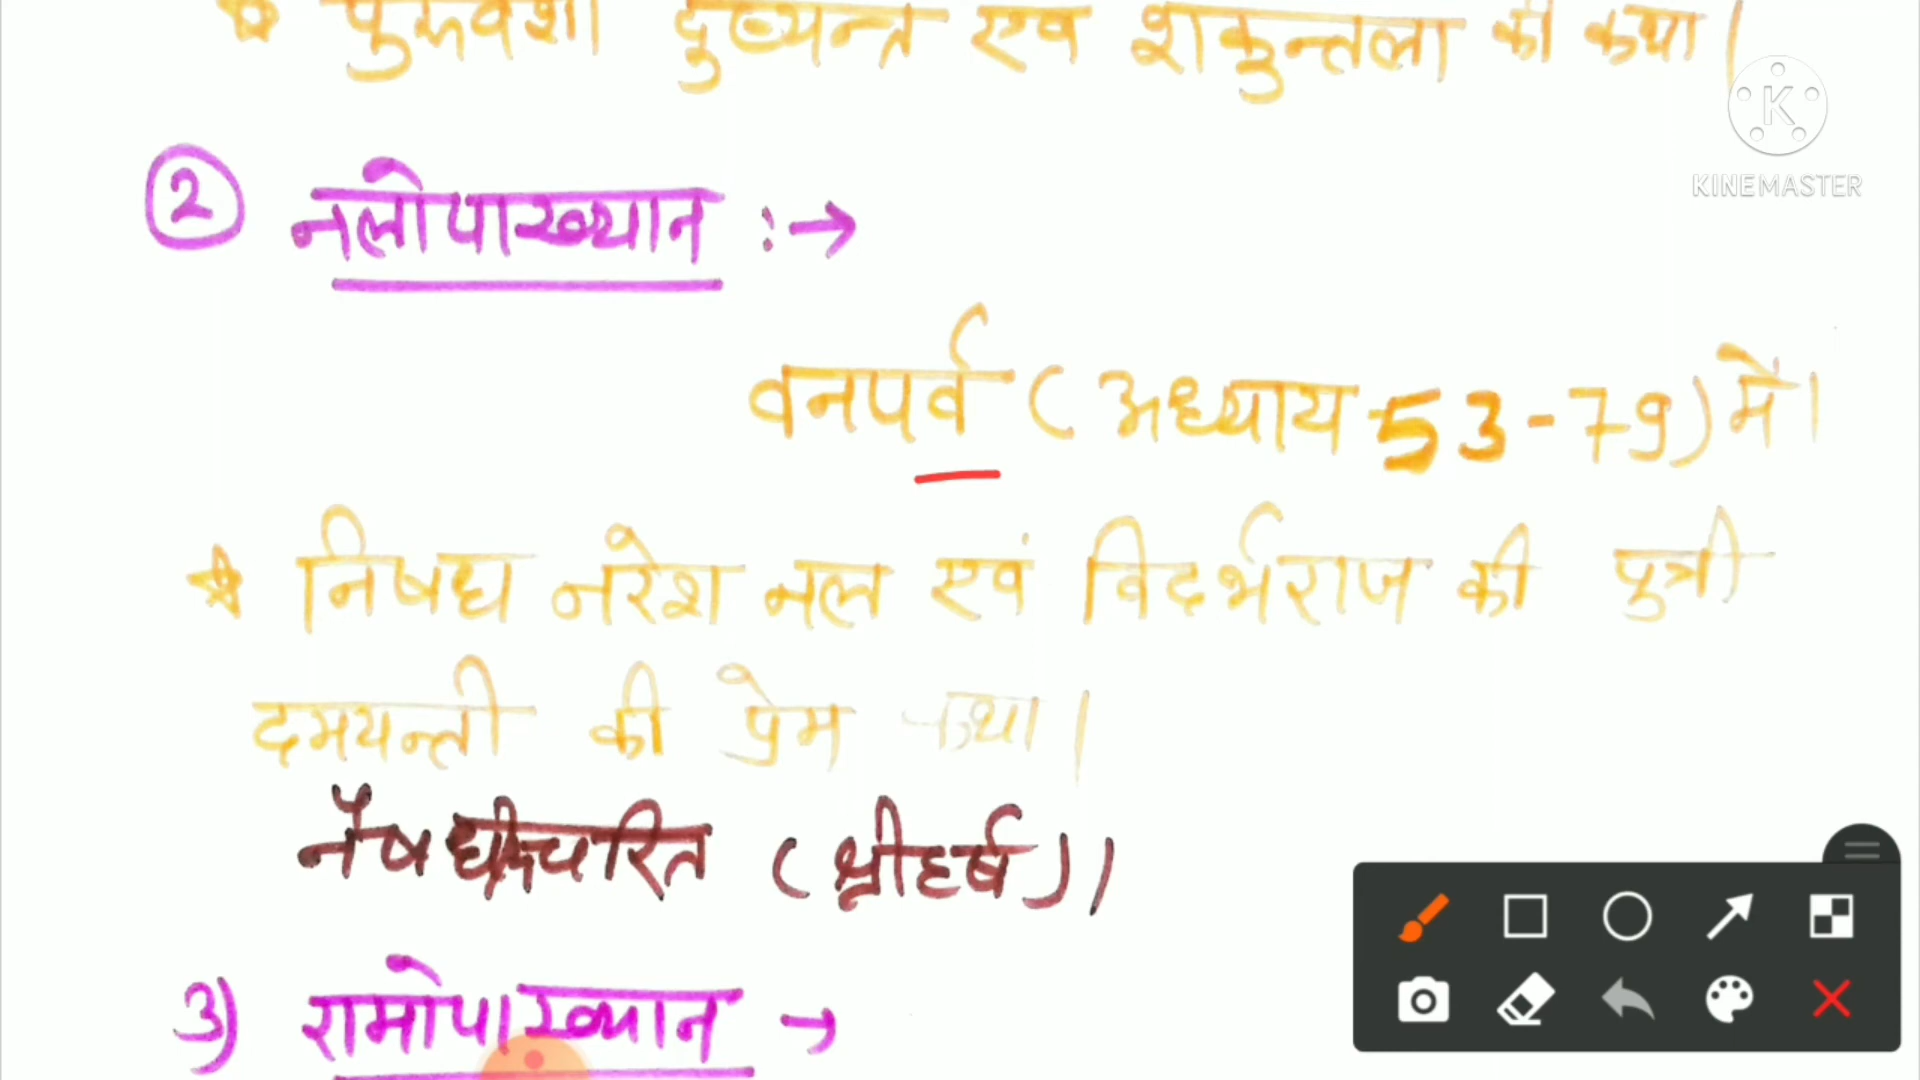 पुरुवंशी दुष्यन्त एवं शकुन्तला की कथा।
KINEMASTER
② नलोपाख्यान :→
वनपर्व (अध्याय 53-79) में।
निषध नरेश नल एवं विदर्भराज की पुत्री
दमयन्ती की प्रेम कथा।
नैषधीयचरित (श्रीहर्ष)।
3) रामोपाख्यान →